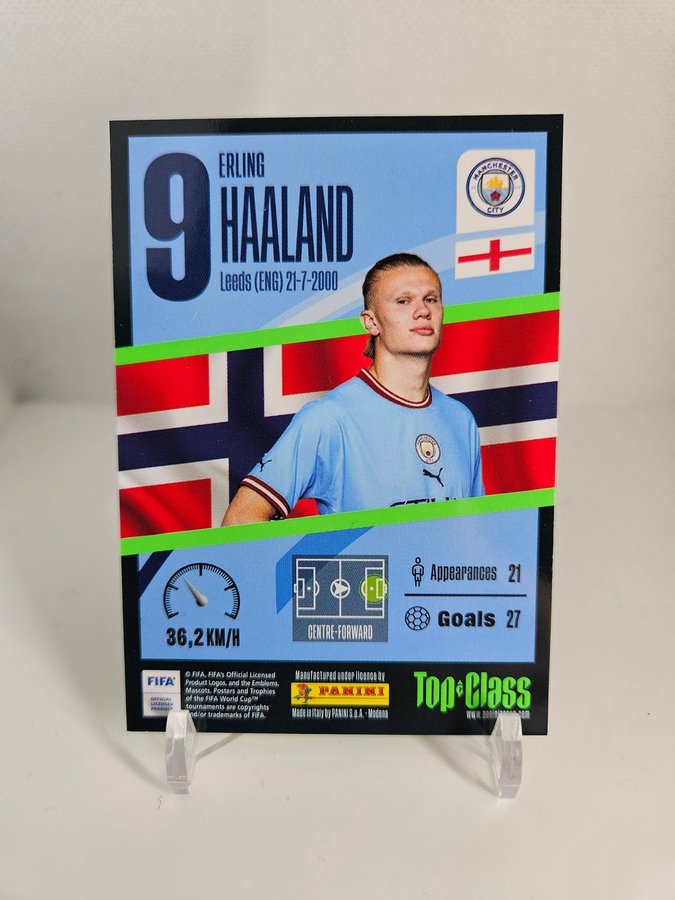 9
ERLING
HAALAND
Leeds (ENG) 21-7-2000
MANCHESTER
CITY
36,2 KM/H
CENTRE-FORWARD
Appearances 21
Goals 27
FIFA
OFFICIAL
LICENSED
PRODUCT
© FIFA, FIFA's Official Licensed
Product Logos, and the Emblems,
Mascots, Posters and Trophies
of the FIFA World Cup™
tournaments are copyrights
and/or trademarks of FIFA.
Manufactured under licence by
PANINI
Made in Italy by PANINI S.p.A. - Modena
Top Class